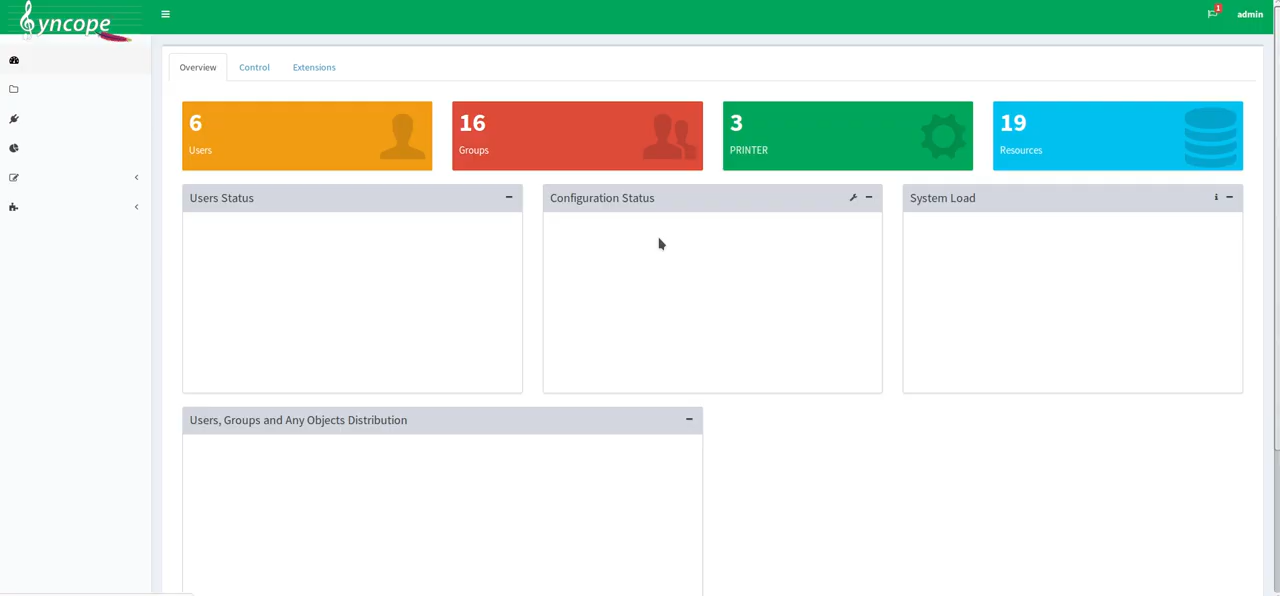 Syncope
1
admin
Overview
Control
Extensions
6
Users
16
Groups
3
PRINTER
19
Resources
Users Status
Configuration Status
System Load
Users, Groups and Any Objects Distribution